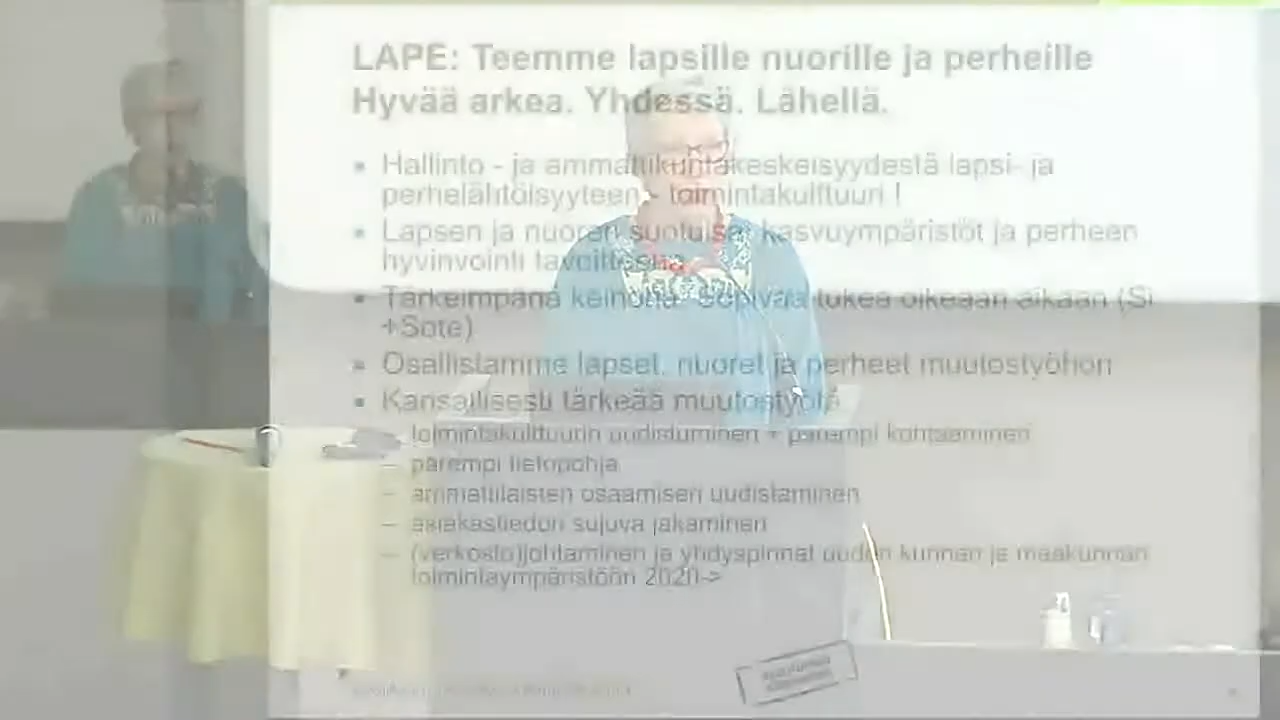 LAPE: Teemme lapsille nuorille ja perheille
Hyvää arkea. Yhdessä. Lähellä.
Hallinto - ja ammattikuntakeskeisyydestä lapsi- ja
perhelähtöisyyteen - toimintakulttuuri !
Lapsen ja nuoren suotuisa kasvuympäristöt ja perheen
hyvinvointi tavoitteena
Tärkeimpänä keinona: Sopivaa tukea oikeaan aikaan (Si
+Sote)
Osallistamme lapset, nuoret ja perheet muutostyöhön
Kansallisesti tärkeää muutostyötä
toimintakulttuurin uudistuminen + parempi kohtaaminen
– parempi tietopohja
– ammattilaisten osaamisen uudistaminen
– asiakastiedon sujuva jakaminen
– (verkosto)johtaminen ja yhdyspinnat uuden kunnan ja maakunnan
toimintaympäristöön 2020->